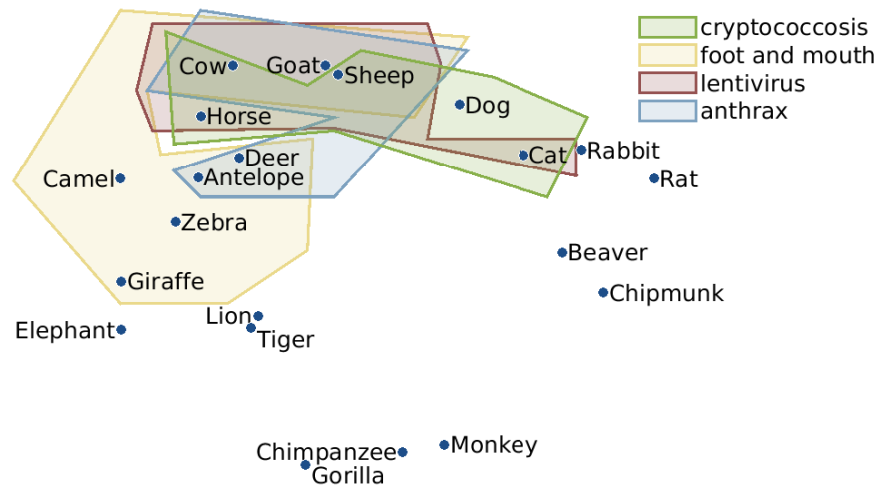 cryptococcosis
foot and mouth
lentivirus
anthrax
Cow
Goat
Sheep
Dog
Horse
Deer
Cat
Rabbit
Camel
Antelope
Rat
Zebra
Beaver
Giraffe
Chipmunk
Lion
Elephant
Tiger
Chimpanzee
Monkey
Gorilla